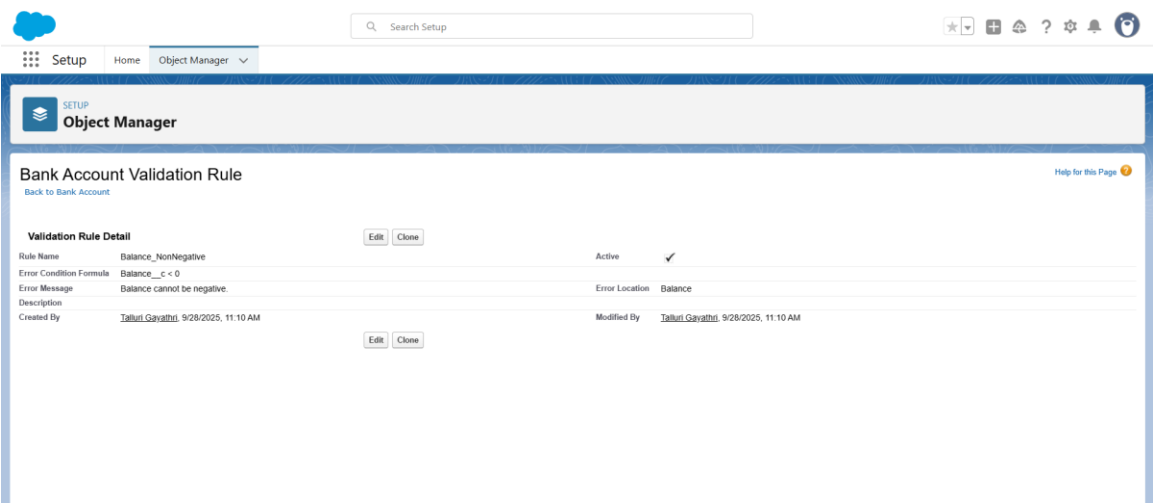 Search Setup
Setup Home Object Manager
SETUP
Object Manager
Bank Account Validation Rule
Help for this Page
Back to Bank Account
Validation Rule Detail Edit Clone
Rule Name Balance_NonNegative Active ✓
Error Condition Formula Balance__c < 0
Error Message Balance cannot be negative. Error Location Balance
Description
Created By Talluri Gayathri, 9/28/2025, 11:10 AM Modified By Talluri Gayathri, 9/28/2025, 11:10 AM
Edit Clone